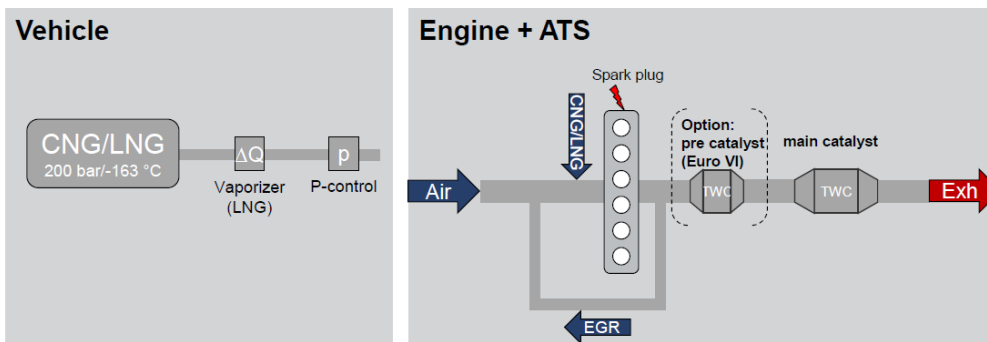 Vehicle
CNG/LNG
200 bar/-163 °C
ΔQ
Vaporizer
(LNG)
p
P-control
Engine + ATS
Spark plug
CNG/LNG
Air
Option:
pre catalyst
(Euro VI)
TWC
main catalyst
TWC
Exh
EGR